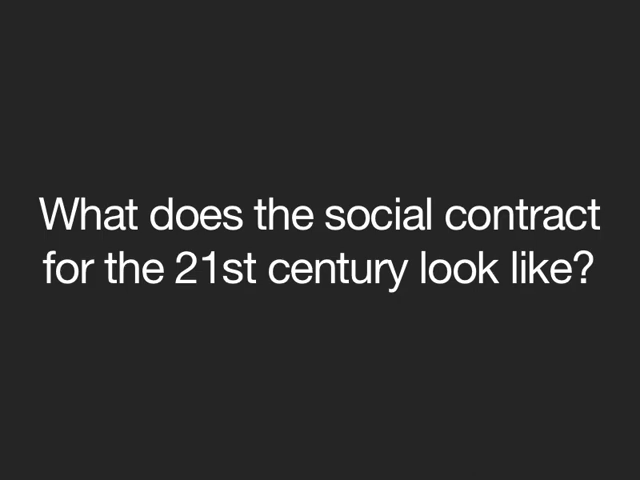 What does the social contract
for the 21st century look like?